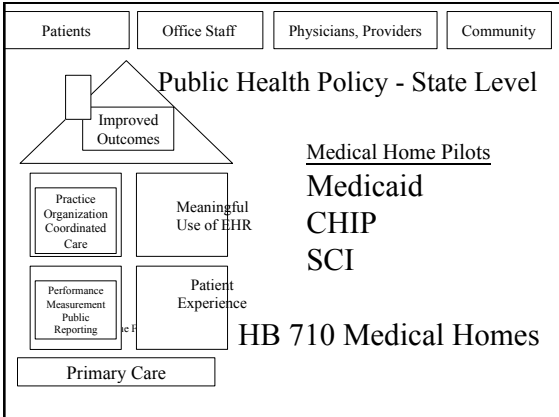 Patients
Office Staff
Physicians, Providers
Community
Public Health Policy - State Level
Improved
Outcomes
Medical Home Pilots
Medicaid
CHIP
SCI
Practice
Organization
Coordinated
Care
Meaningful
Use of EHR
Performance
Measurement
Public
Reporting
Patient
Experience
HB 710 Medical Homes
Primary Care